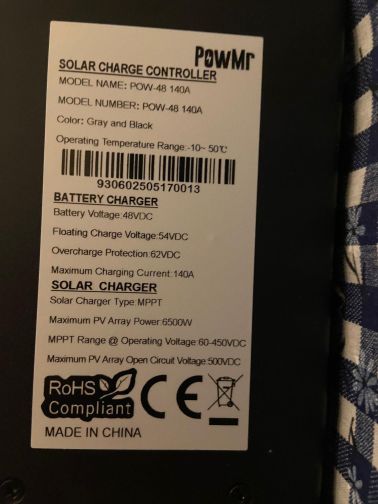 PowMr
SOLAR CHARGE CONTROLLER
MODEL NAME: POW-48 140A
MODEL NUMBER: POW-48 140A
Color: Gray and Black
Operating Temperature Range:-10~ 50℃
930602505170013
BATTERY CHARGER
Battery Voltage:48VDC
Floating Charge Voltage:54VDC
Overcharge Protection:62VDC
Maximum Charging Current:140A
SOLAR CHARGER
Solar Charger Type:MPPT
Maximum PV Array Power:6500W
MPPT Range @ Operating Voltage:60-450VDC
Maximum PV Array Open Circuit Voltage:500VDC
RoHS
Compliant
CE
MADE IN CHINA